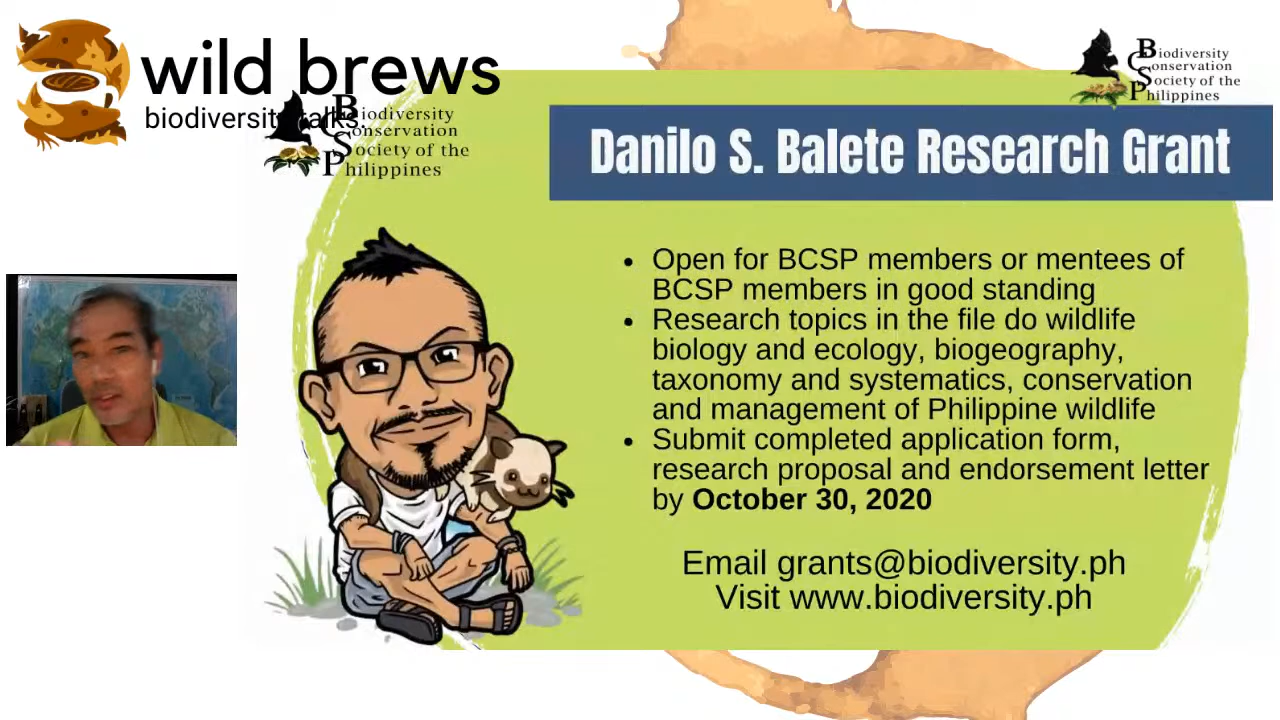 wild brews
biodiversity talks.
Biodiversity
Conservation
Society of the
Philippines
Biodiversity
Conservation
Society of the
Philippines
Danilo S. Balete Research Grant
• Open for BCSP members or mentees of
BCSP members in good standing
• Research topics in the file do wildlife
biology and ecology, biogeography,
taxonomy and systematics, conservation
and management of Philippine wildlife
• Submit completed application form,
research proposal and endorsement letter
by October 30, 2020
Email grants@biodiversity.ph
Visit www.biodiversity.ph